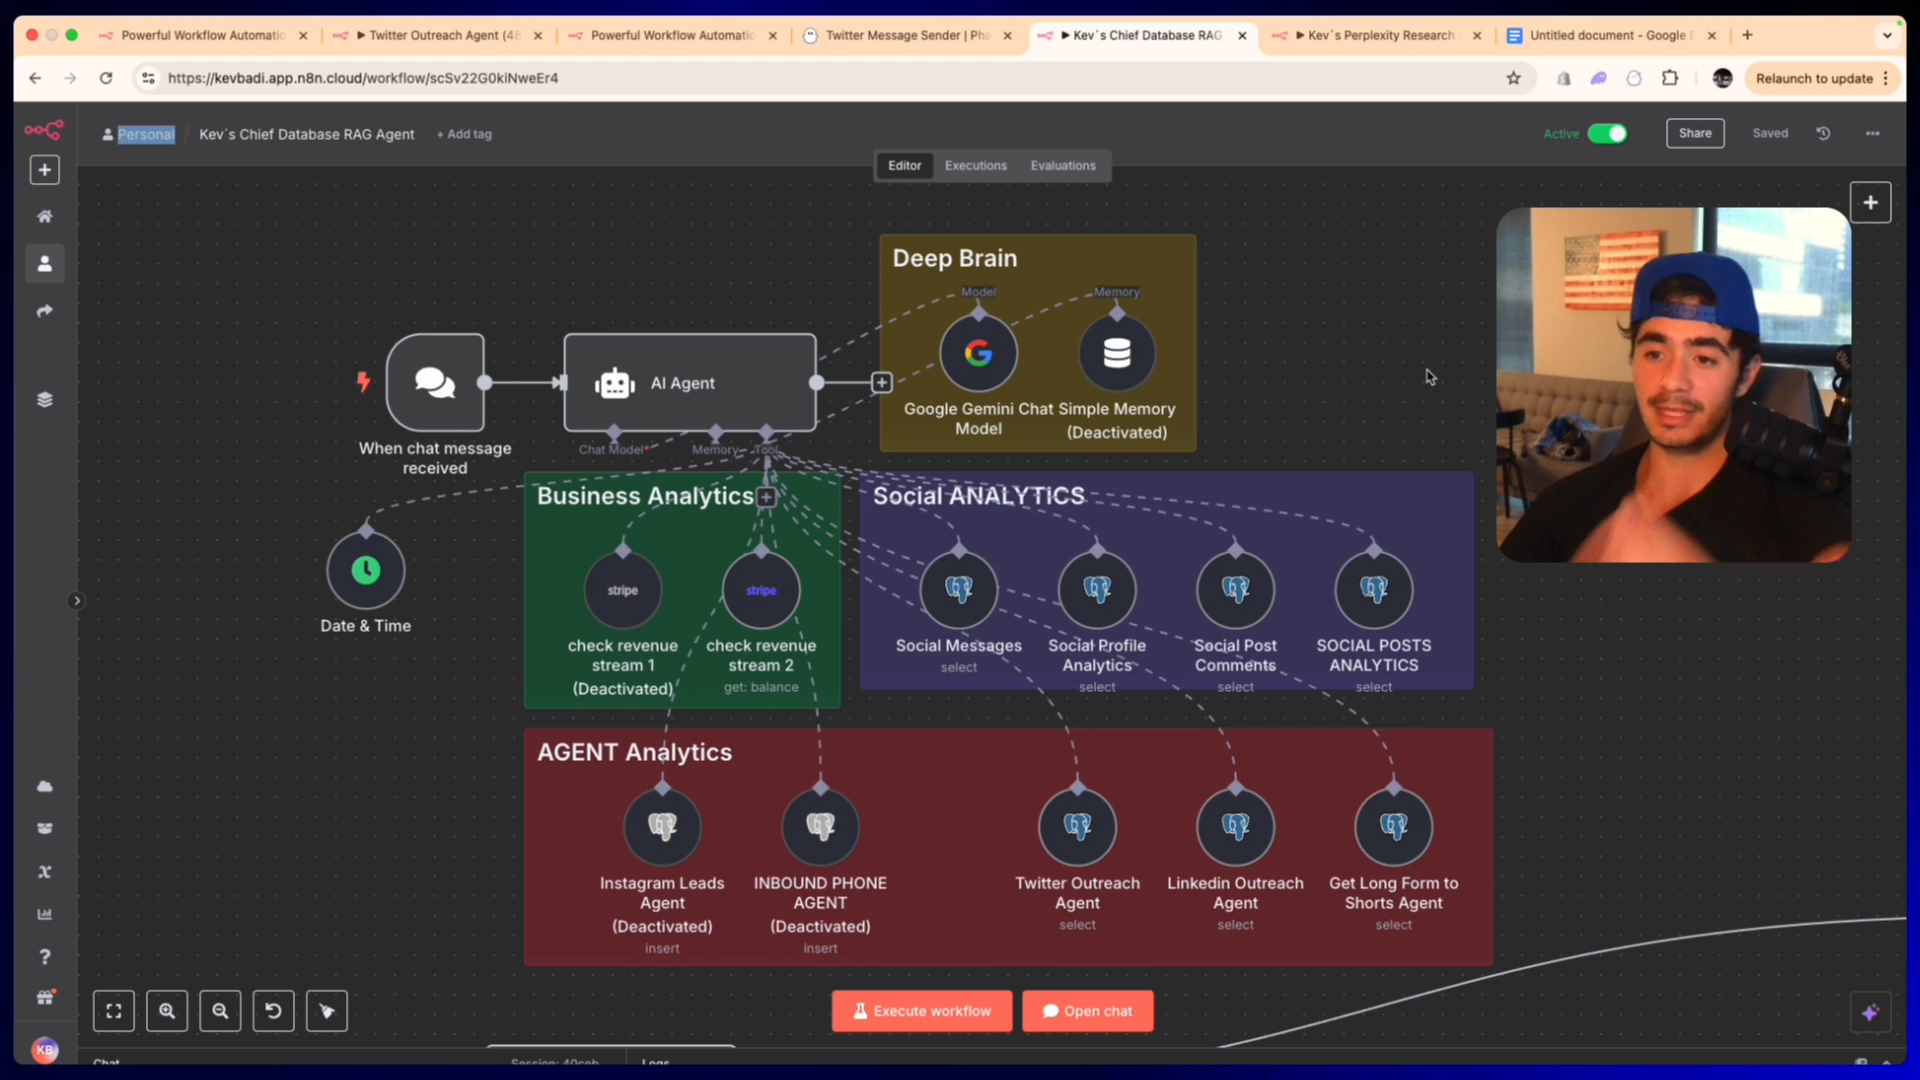 Powerful Workflow Automatio
▶ Twitter Outreach Agent (48
Powerful Workflow Automatio
Twitter Message Sender | Pha
▶ Kev´s Chief Database RAG
▶ Kev´s Perplexity Research
Untitled document - Google D
https://kevbadi.app.n8n.cloud/workflow/scSv22G0kiNweEr4
Relaunch to update
Personal / Kev´s Chief Database RAG Agent + Add tag
Active
Share
Saved
Editor
Executions
Evaluations
Deep Brain
Model
Memory
Google Gemini Chat
Model
Simple Memory
(Deactivated)
AI Agent
When chat message
received
Chat Model*
Memory
Tool
Date & Time
Business Analytics
stripe
check revenue
stream 1
(Deactivated)
stripe
check revenue
stream 2
get: balance
Social ANALYTICS
Social Messages
select
Social Profile
Analytics
select
Social Post
Comments
select
SOCIAL POSTS
ANALYTICS
select
AGENT Analytics
Instagram Leads
Agent
(Deactivated)
insert
INBOUND PHONE
AGENT
(Deactivated)
insert
Twitter Outreach
Agent
select
Linkedin Outreach
Agent
select
Get Long Form to
Shorts Agent
select
Execute workflow
Open chat
KB
Chat
Logs